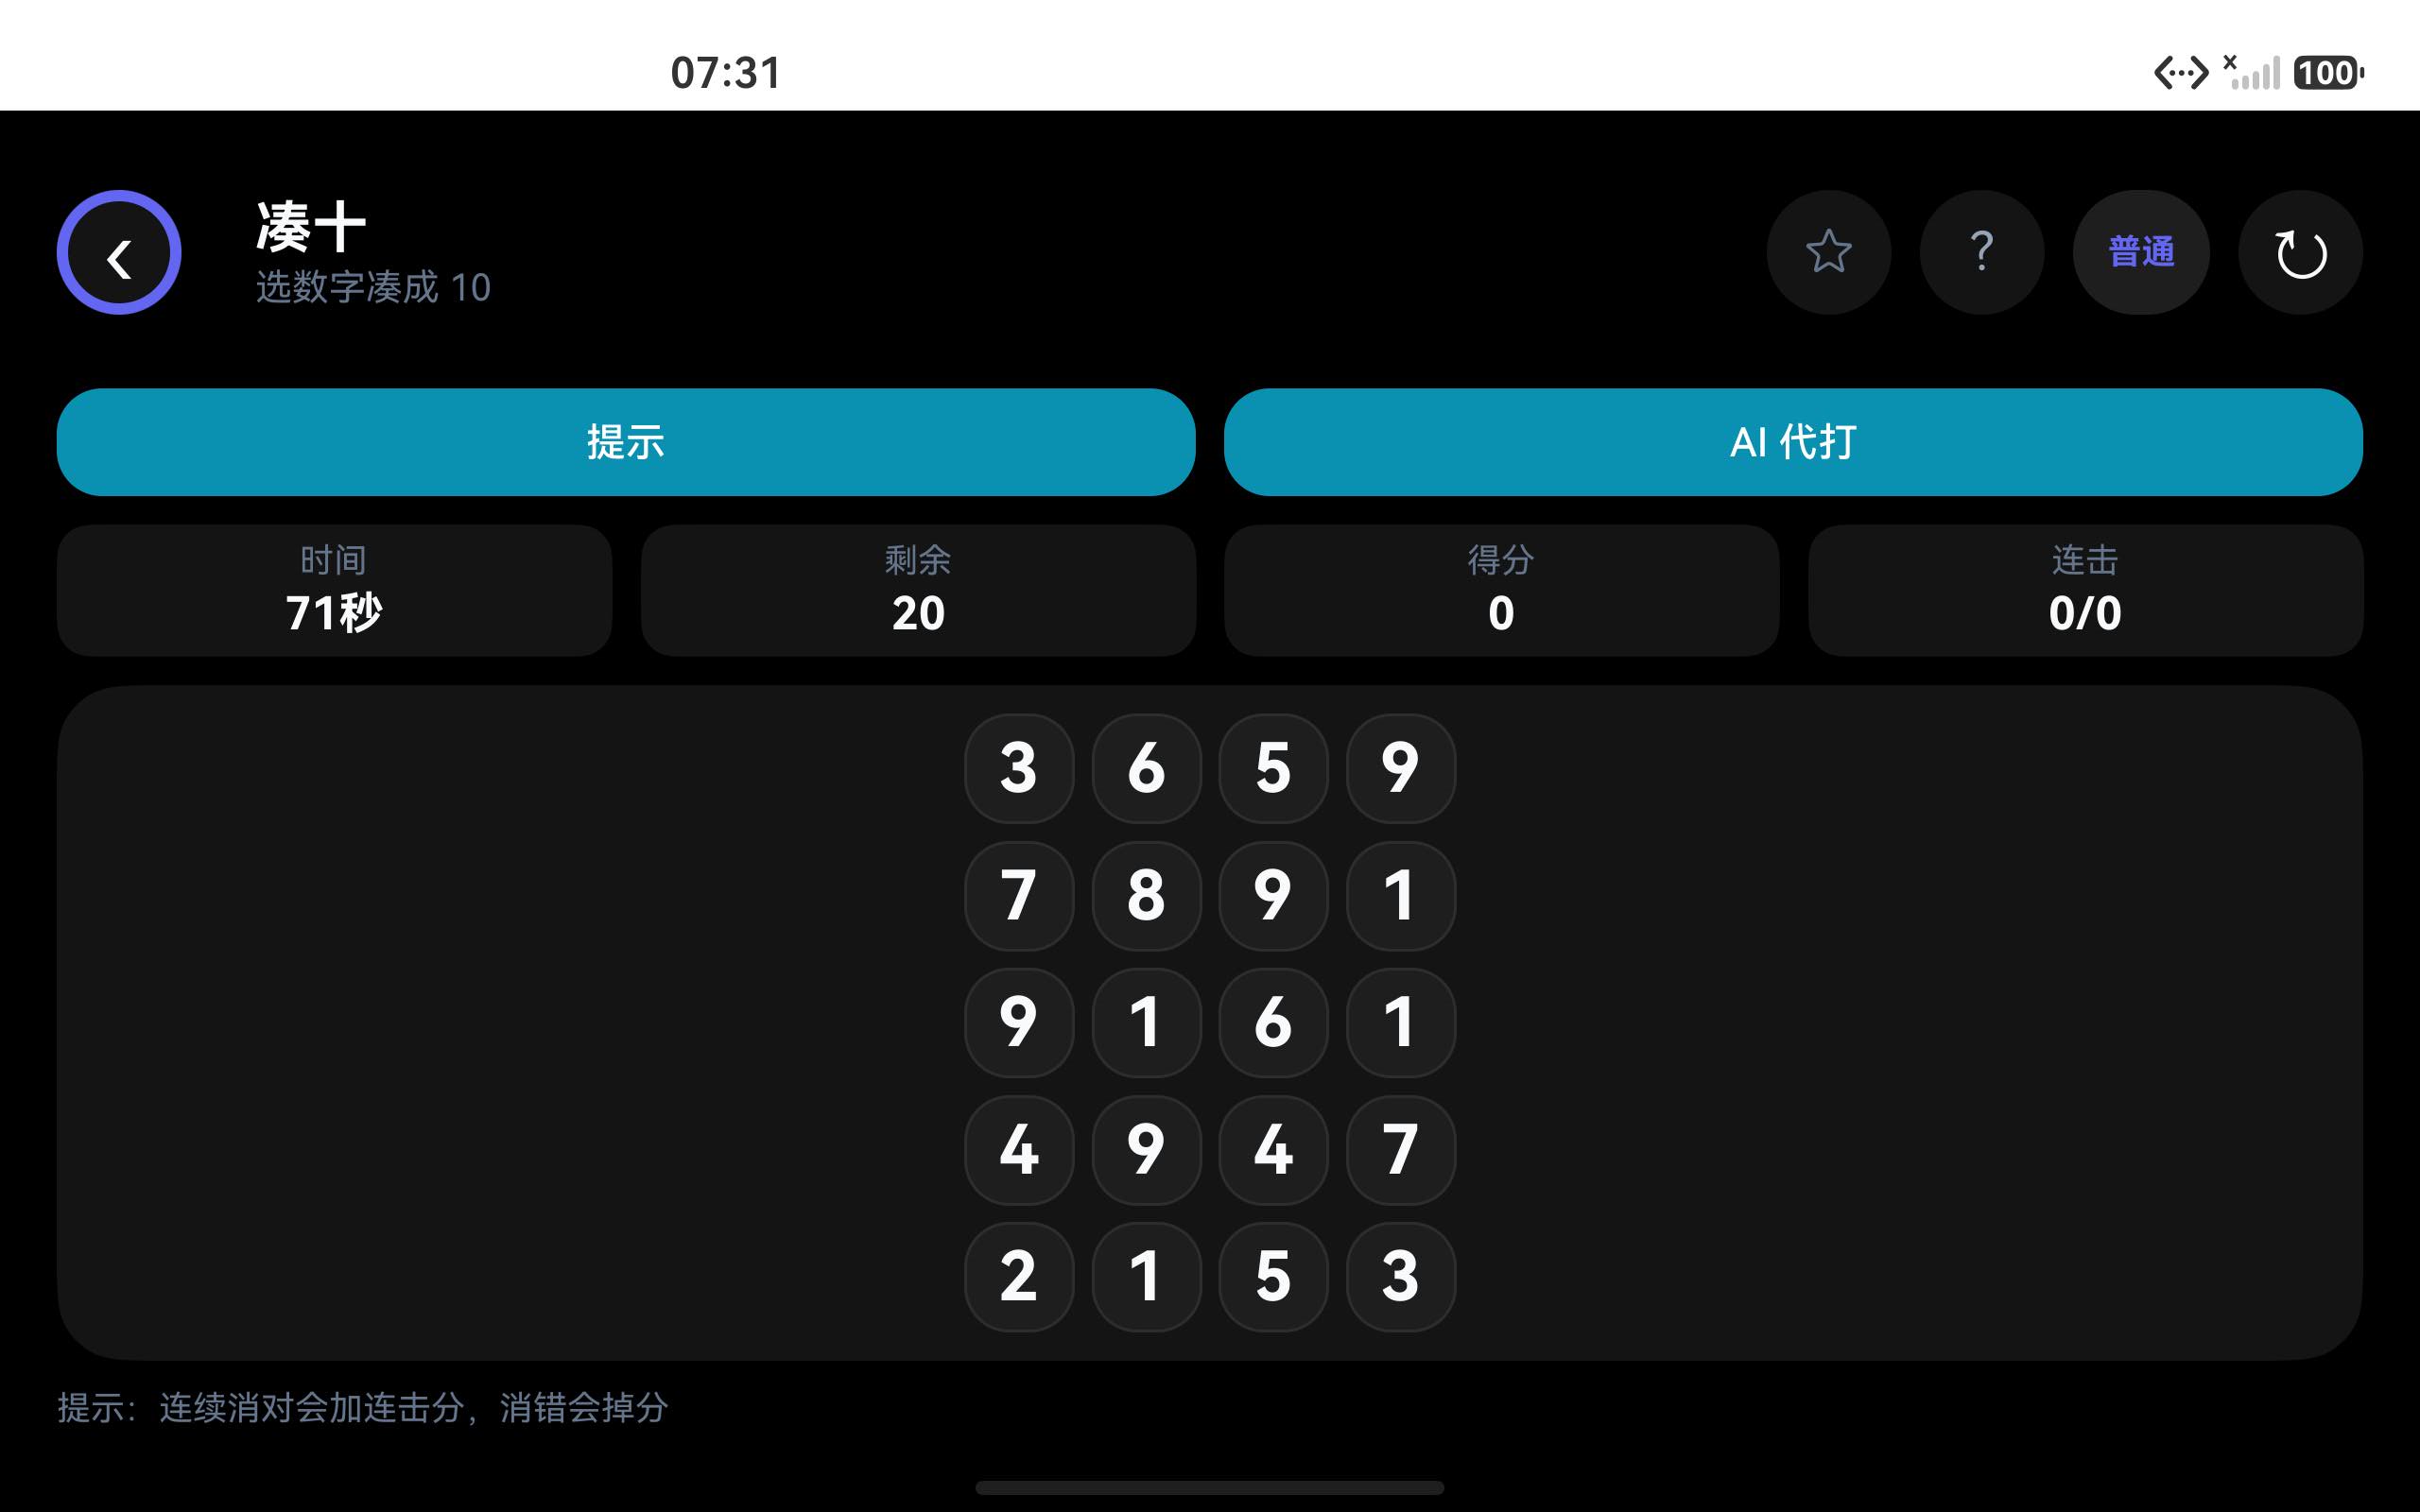 07:31
100
凑十
选数字凑成 10
?
普通
提示
AI 代打
时间
71秒
剩余
20
得分
0
连击
0/0
3 6 5 9
7 8 9 1
9 1 6 1
4 9 4 7
2 1 5 3
提示：连续消对会加连击分，消错会掉分